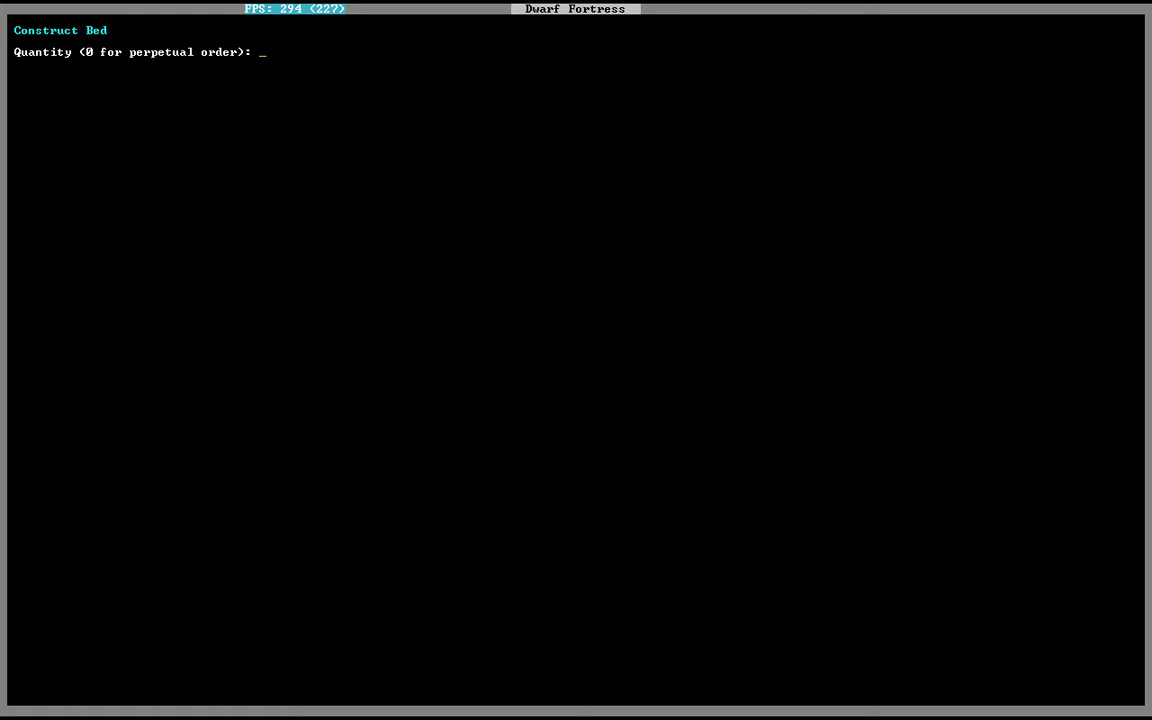 FPS: 294 (227) Dwarf Fortress
Construct Bed
Quantity (0 for perpetual order): _